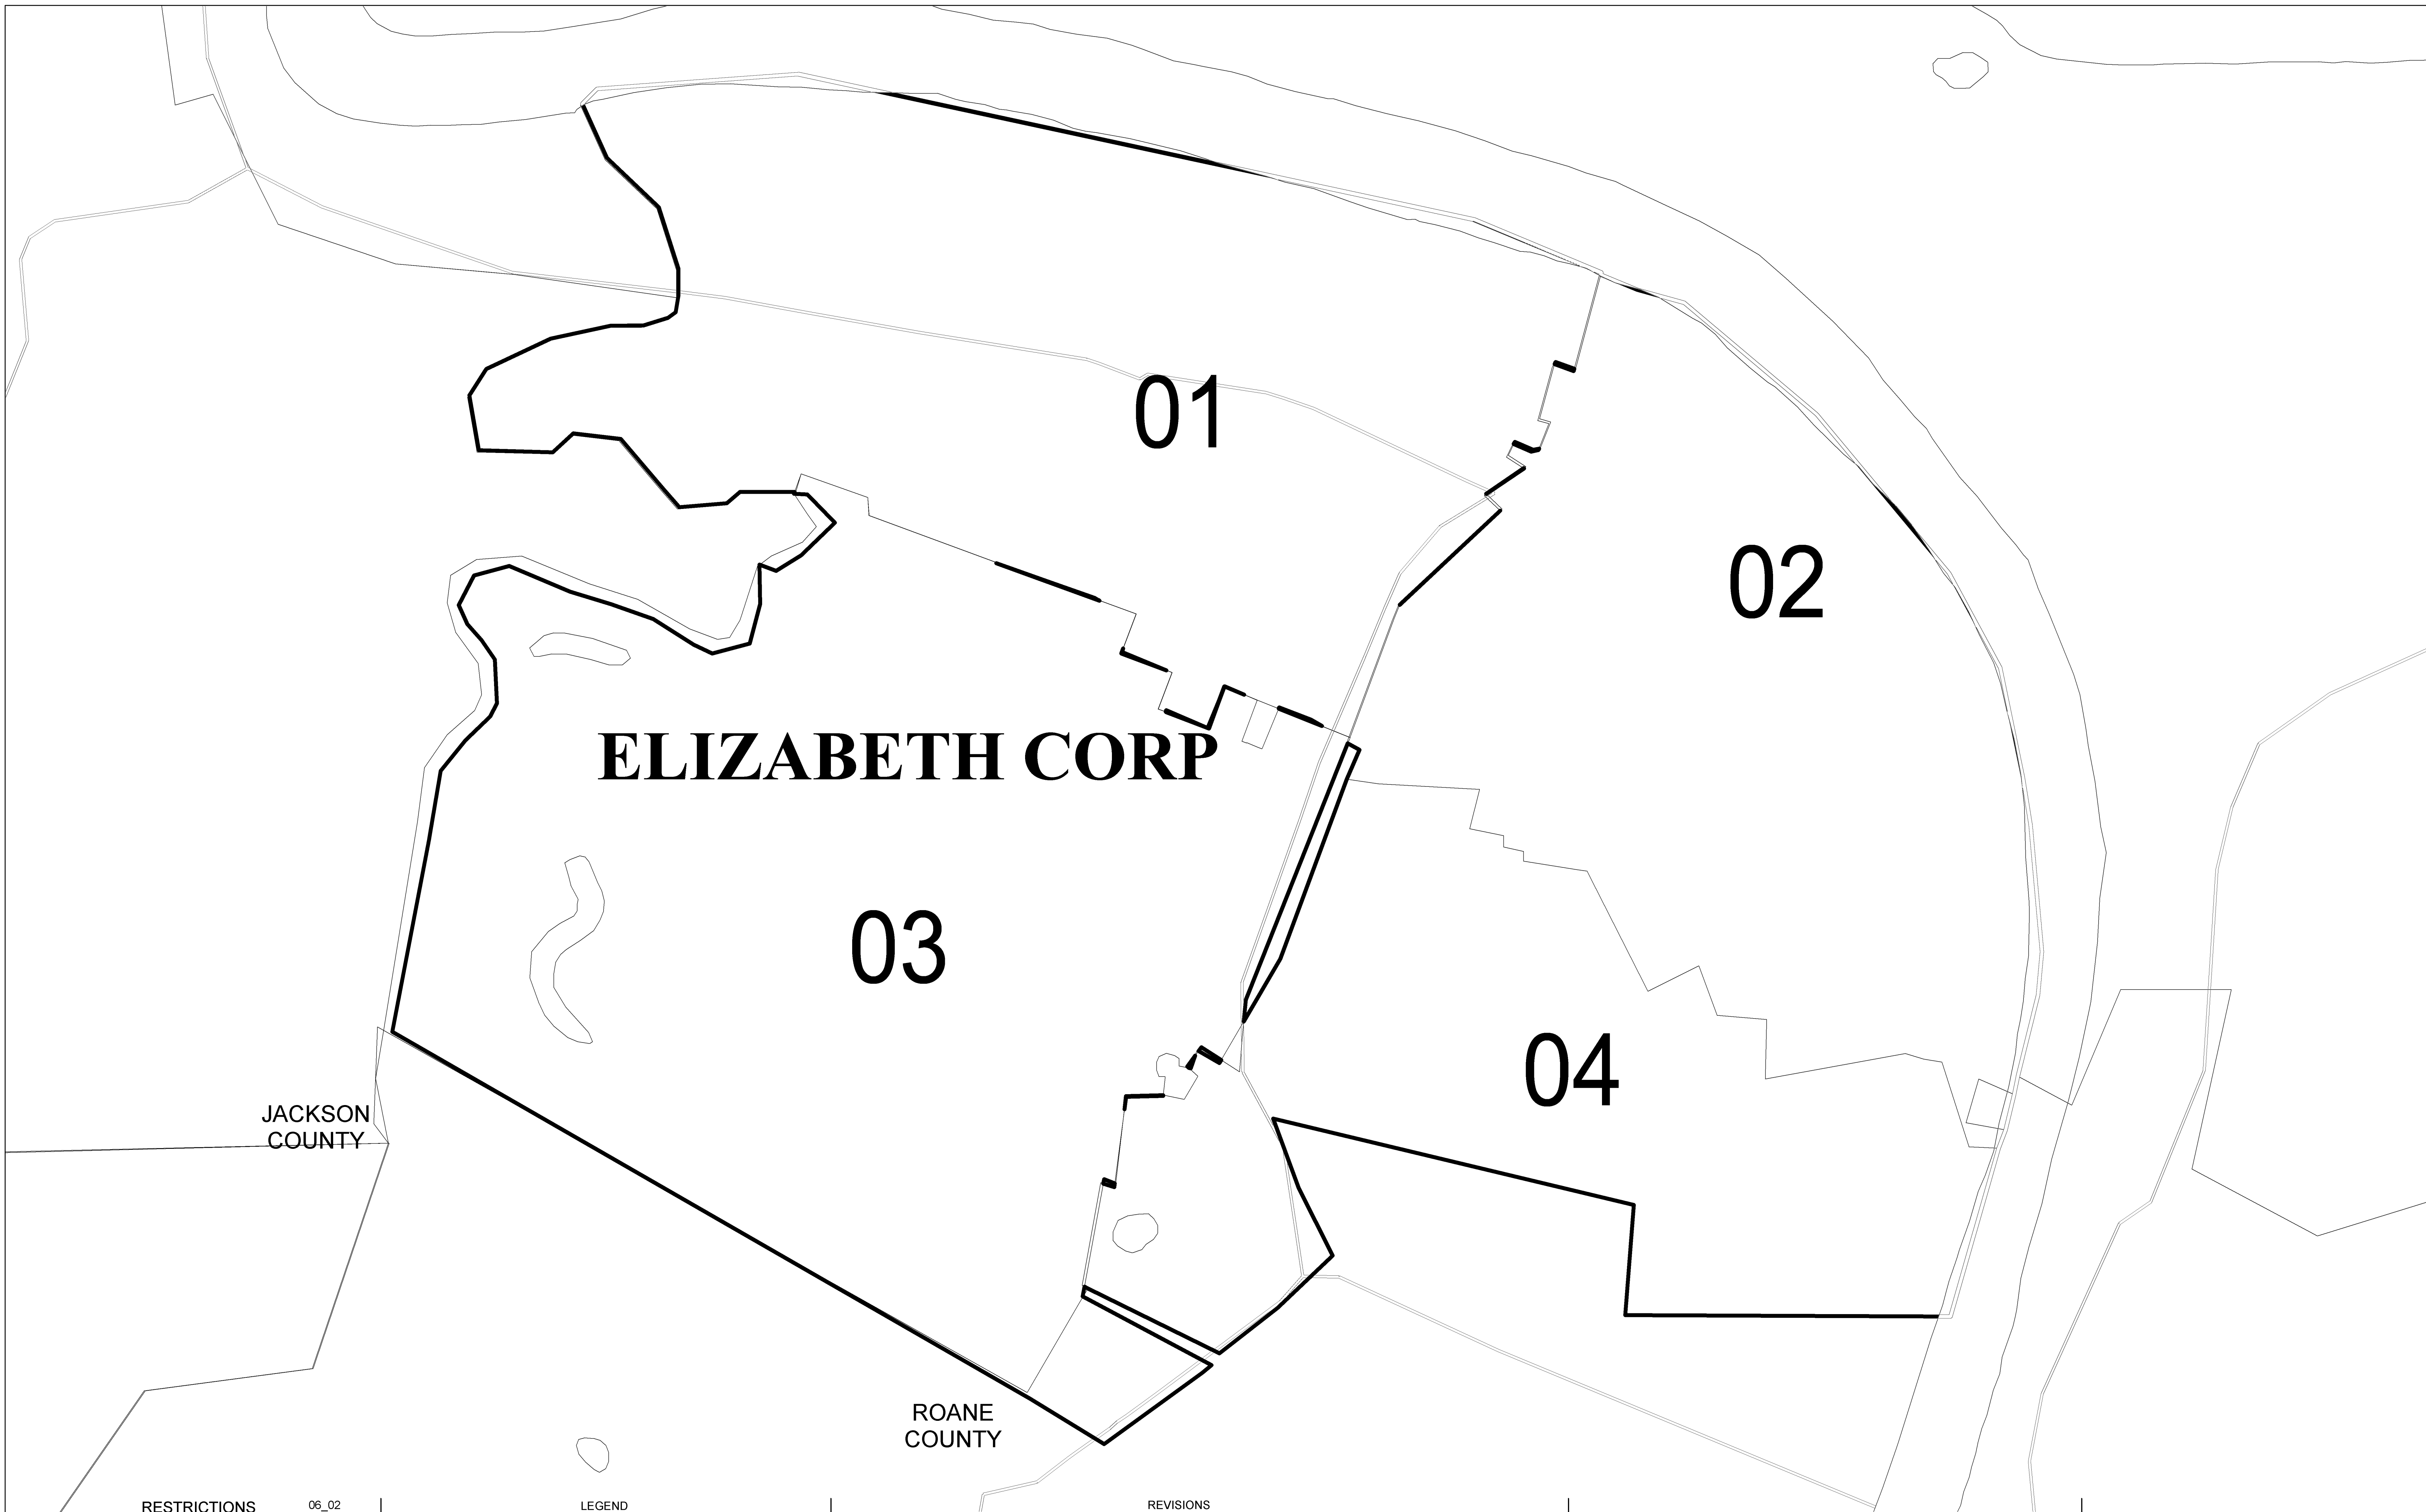 01
02
ELIZABETH CORP
03
04
JACKSON
COUNTY
ROANE
COUNTY
RESTRICTIONS 06_02 LEGEND REVISIONS